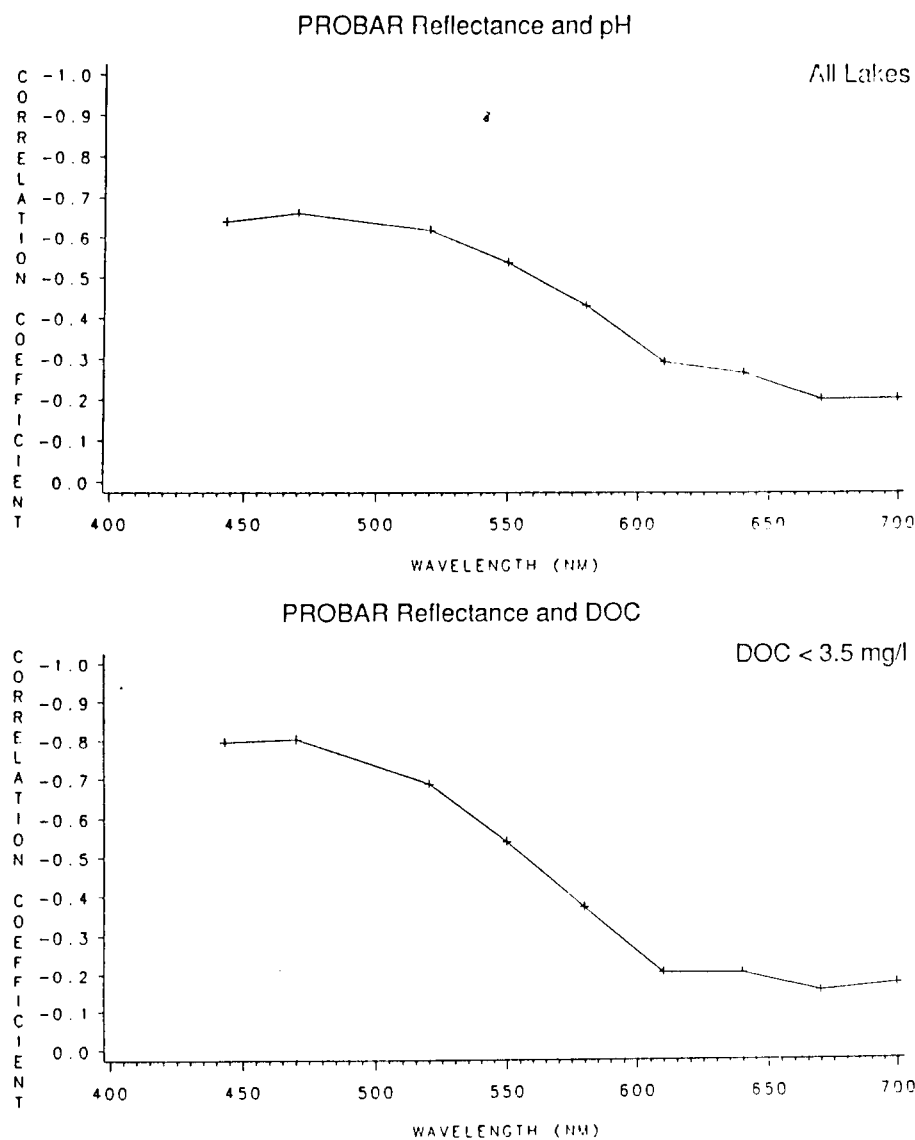 PROBAR Reflectance and pH
All Lakes
CORRELATION COEFFICIENT
-1.0
-0.9
-0.8
-0.7
-0.6
-0.5
-0.4
-0.3
-0.2
-0.1
0.0
400 450 500 550 600 650 700
WAVELENGTH (NM)
PROBAR Reflectance and DOC
DOC < 3.5 mg/l
CORRELATION COEFFICIENT
-1.0
-0.9
-0.8
-0.7
-0.6
-0.5
-0.4
-0.3
-0.2
-0.1
0.0
400 450 500 550 600 650 700
WAVELENGTH (NM)